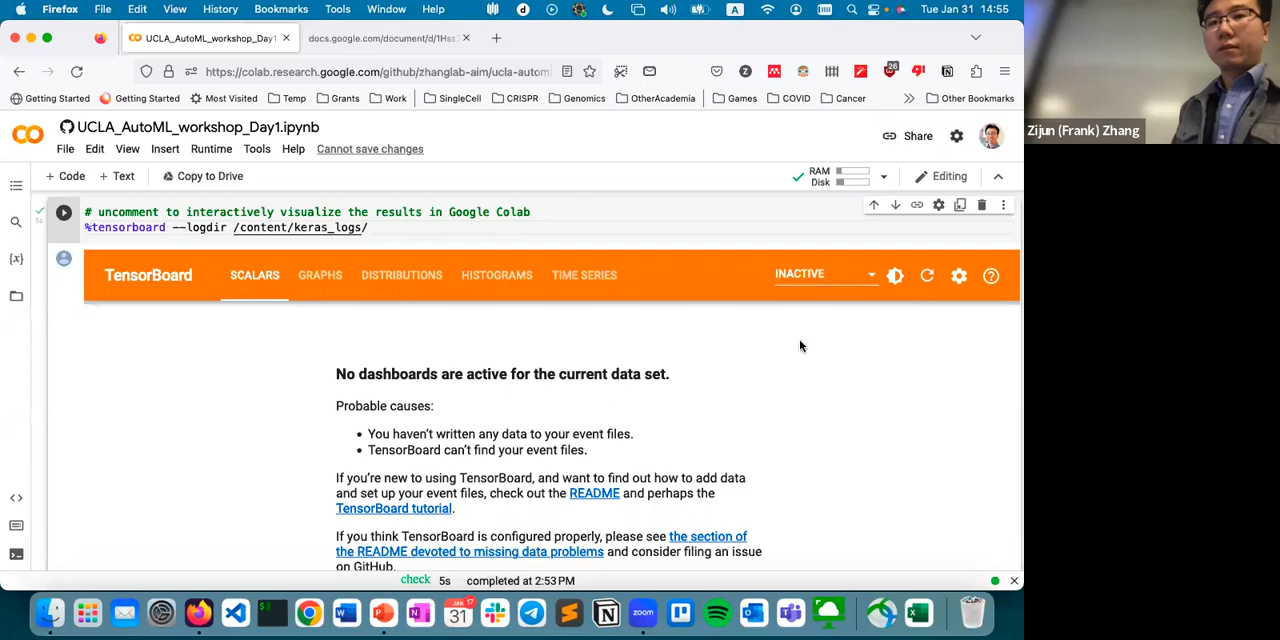 Firefox File Edit View History Bookmarks Tools Window Help Tue Jan 31 14:55
UCLA_AutoML_workshop_Day1 docs.google.com/document/d/1Hss
https://colab.research.google.com/github/zhanglab-aim/ucla-autom 26
Getting Started Getting Started Most Visited Temp Grants Work SingleCell CRISPR Genomics OtherAcademia Games COVID Cancer Other Bookmarks
Zijun (Frank) Zhang
UCLA_AutoML_workshop_Day1.ipynb
Share
File Edit View Insert Runtime Tools Help Cannot save changes
+ Code + Text Copy to Drive RAM Disk Editing
# uncomment to interactively visualize the results in Google Colab
%tensorboard --logdir /content/keras_logs/
5s
TensorBoard SCALARS GRAPHS DISTRIBUTIONS HISTOGRAMS TIME SERIES INACTIVE
No dashboards are active for the current data set.
Probable causes:
• You haven't written any data to your event files.
• TensorBoard can't find your event files.
If you're new to using TensorBoard, and want to find out how to add data
and set up your event files, check out the README and perhaps the
TensorBoard tutorial.
If you think TensorBoard is configured properly, please see the section of
the README devoted to missing data problems and consider filing an issue
on GitHub.
check 5s completed at 2:53 PM
JAN 17
31
zoom